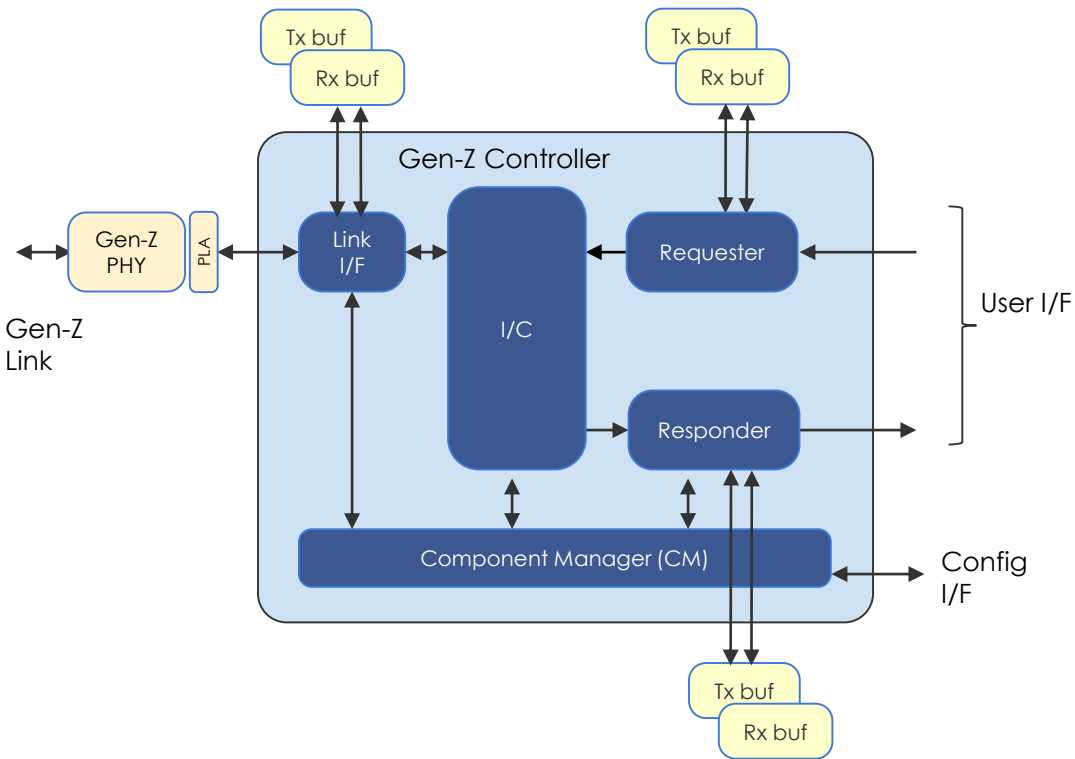 Tx buf
Rx buf
Tx buf
Rx buf
Gen-Z Controller
Gen-Z
PHY
PLA
Link
I/F
Requester
I/C
User I/F
Gen-Z
Link
Responder
Component Manager (CM)
Config
I/F
Tx buf
Rx buf